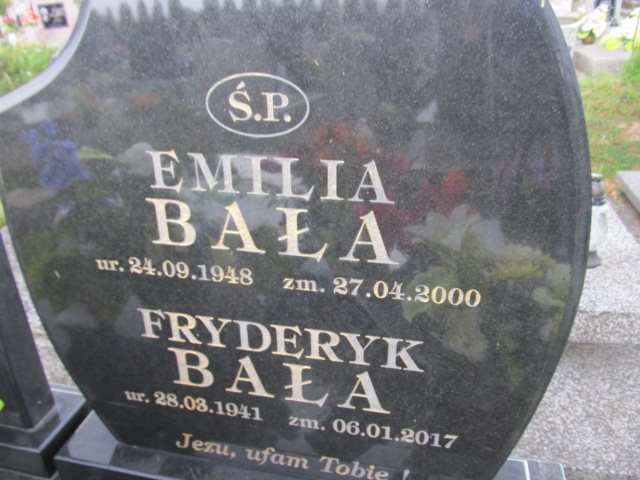 Ś.P.
EMILIA
BAŁA
ur. 24.09.1948 zm. 27.04.2000
FRYDERYK
BAŁA
ur. 28.03.1941 zm. 06.01.2017
Jezu, ufam Tobie !